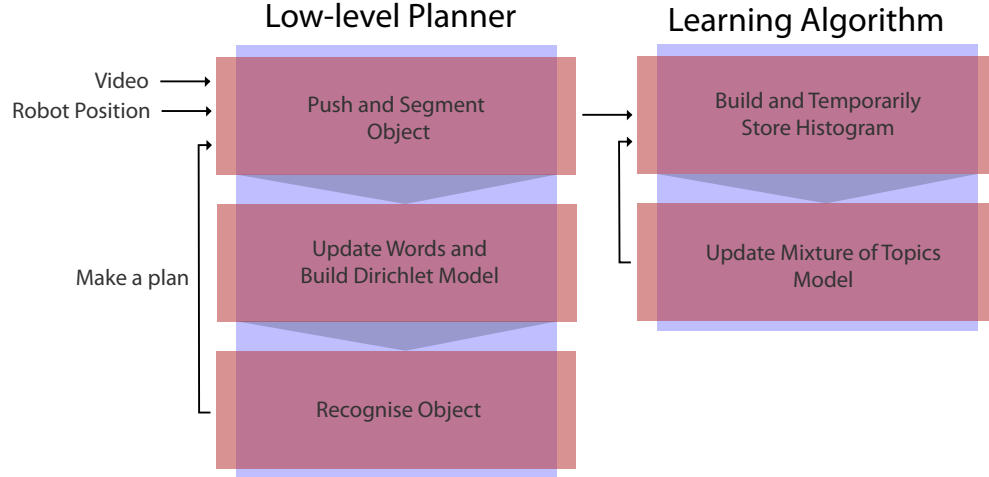 Low-level Planner
Learning Algorithm
Video
Robot Position
Push and Segment
Object
Build and Temporarily
Store Histogram
Make a plan
Update Words and
Build Dirichlet Model
Update Mixture of Topics
Model
Recognise Object